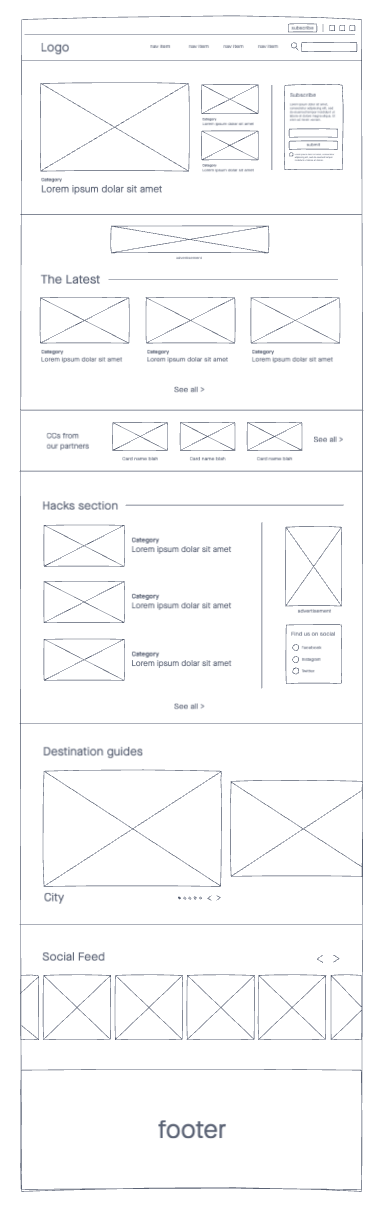 subscribe
Logo
nav item
nav item
nav item
nav item
Subscribe
submit
Category
Lorem ipsum dolar sit amet
Category
Lorem ipsum dolar sit amet
Category
Lorem ipsum dolar sit amet
advertisement
The Latest
Category
Lorem ipsum dolar sit amet
Category
Lorem ipsum dolar sit amet
Category
Lorem ipsum dolar sit amet
See all >
CCs from
our partners
Card name blah
Card name blah
Card name blah
See all >
Hacks section
Category
Lorem ipsum dolar sit amet
Category
Lorem ipsum dolar sit amet
Category
Lorem ipsum dolar sit amet
advertisement
Find us on social
Facebook
Instagram
Twitter
See all >
Destination guides
City
< >
Social Feed
< >
footer